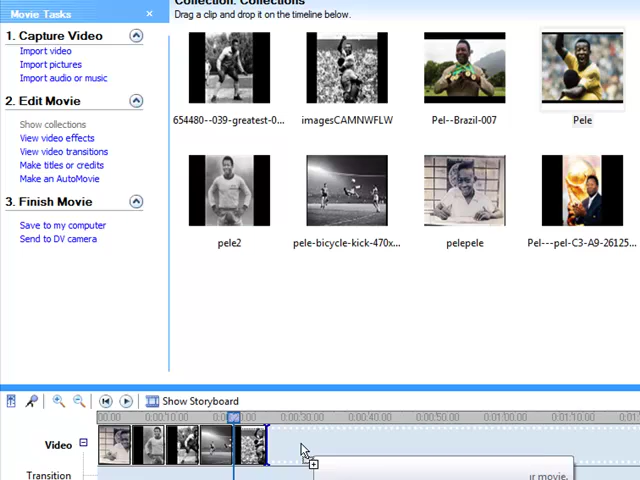 Movie Tasks
Collection: Collections
Drag a clip and drop it on the timeline below.
1. Capture Video
Import video
Import pictures
Import audio or music
2. Edit Movie
Show collections
View video effects
View video transitions
Make titles or credits
Make an AutoMovie
3. Finish Movie
Save to my computer
Send to DV camera
654480--039-greatest-0...
imagesCAMNWFLW
Pel--Brazil-007
Pele
pele2
pele-bicycle-kick-470x...
pelepele
Pel---pel-C3-A9-26125...
Show Storyboard
00.00 0:00:10.00 0:00:30.00 0:00:40.00 0:00:50.00 0:01:00.00 0:01:10.00
Video
Transition
movie.